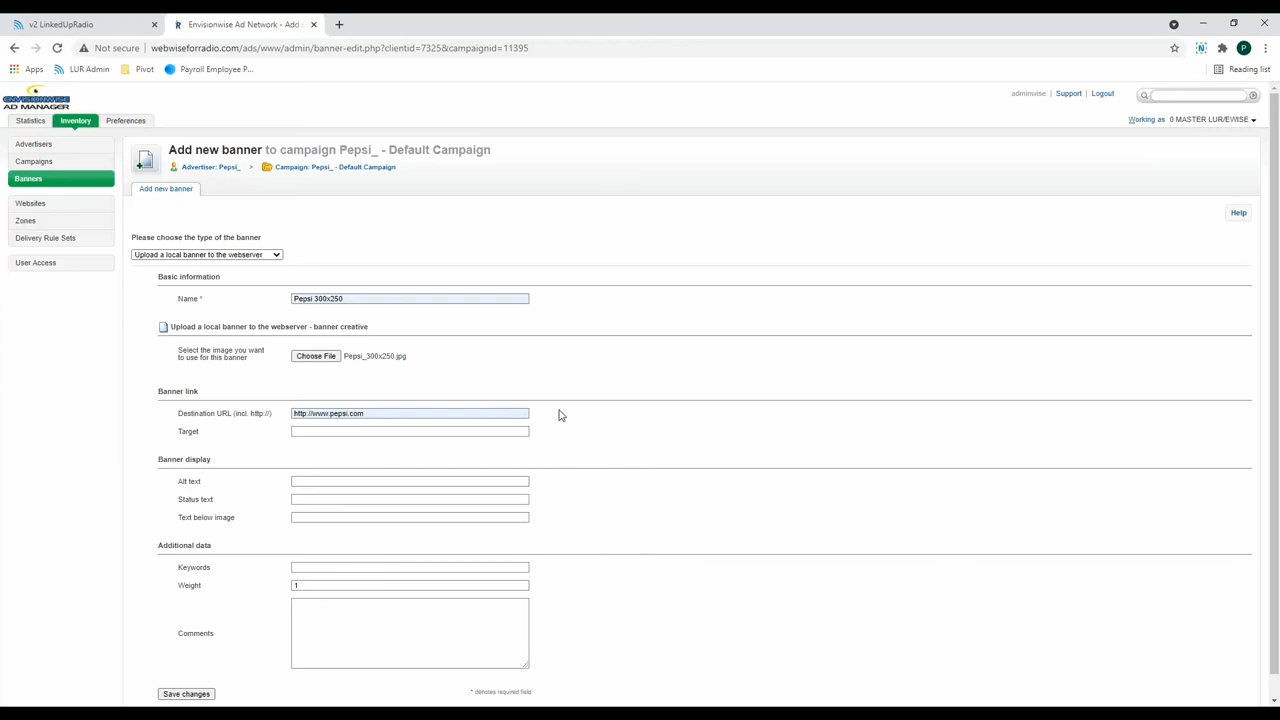 v2 LinkedUpRadio
Envisionwise Ad Network - Add
Not secure | webwiseforradio.com/ads/www/admin/banner-edit.php?clientid=7325&campaignid=11395
N
P
Apps LUR Admin Pivot Payroll Employee P... Reading list
ENVISIONWISE
AD MANAGER
adminwise | Support | Logout
Statistics Inventory Preferences
Working as 0 MASTER LUR/EWISE
Advertisers
Campaigns
Banners
Websites
Zones
Delivery Rule Sets
User Access
Add new banner to campaign Pepsi_ - Default Campaign
Advertiser: Pepsi_ > Campaign: Pepsi_ - Default Campaign
Add new banner
Help
Please choose the type of the banner
Upload a local banner to the webserver
Basic information
Name * Pepsi 300x250
Upload a local banner to the webserver - banner creative
Select the image you want
to use for this banner
Choose File Pepsi_300x250.jpg
Banner link
Destination URL (incl. http://) http://www.pepsi.com
Target
Banner display
Alt text
Status text
Text below image
Additional data
Keywords
Weight 1
Comments
Save changes
* denotes required field